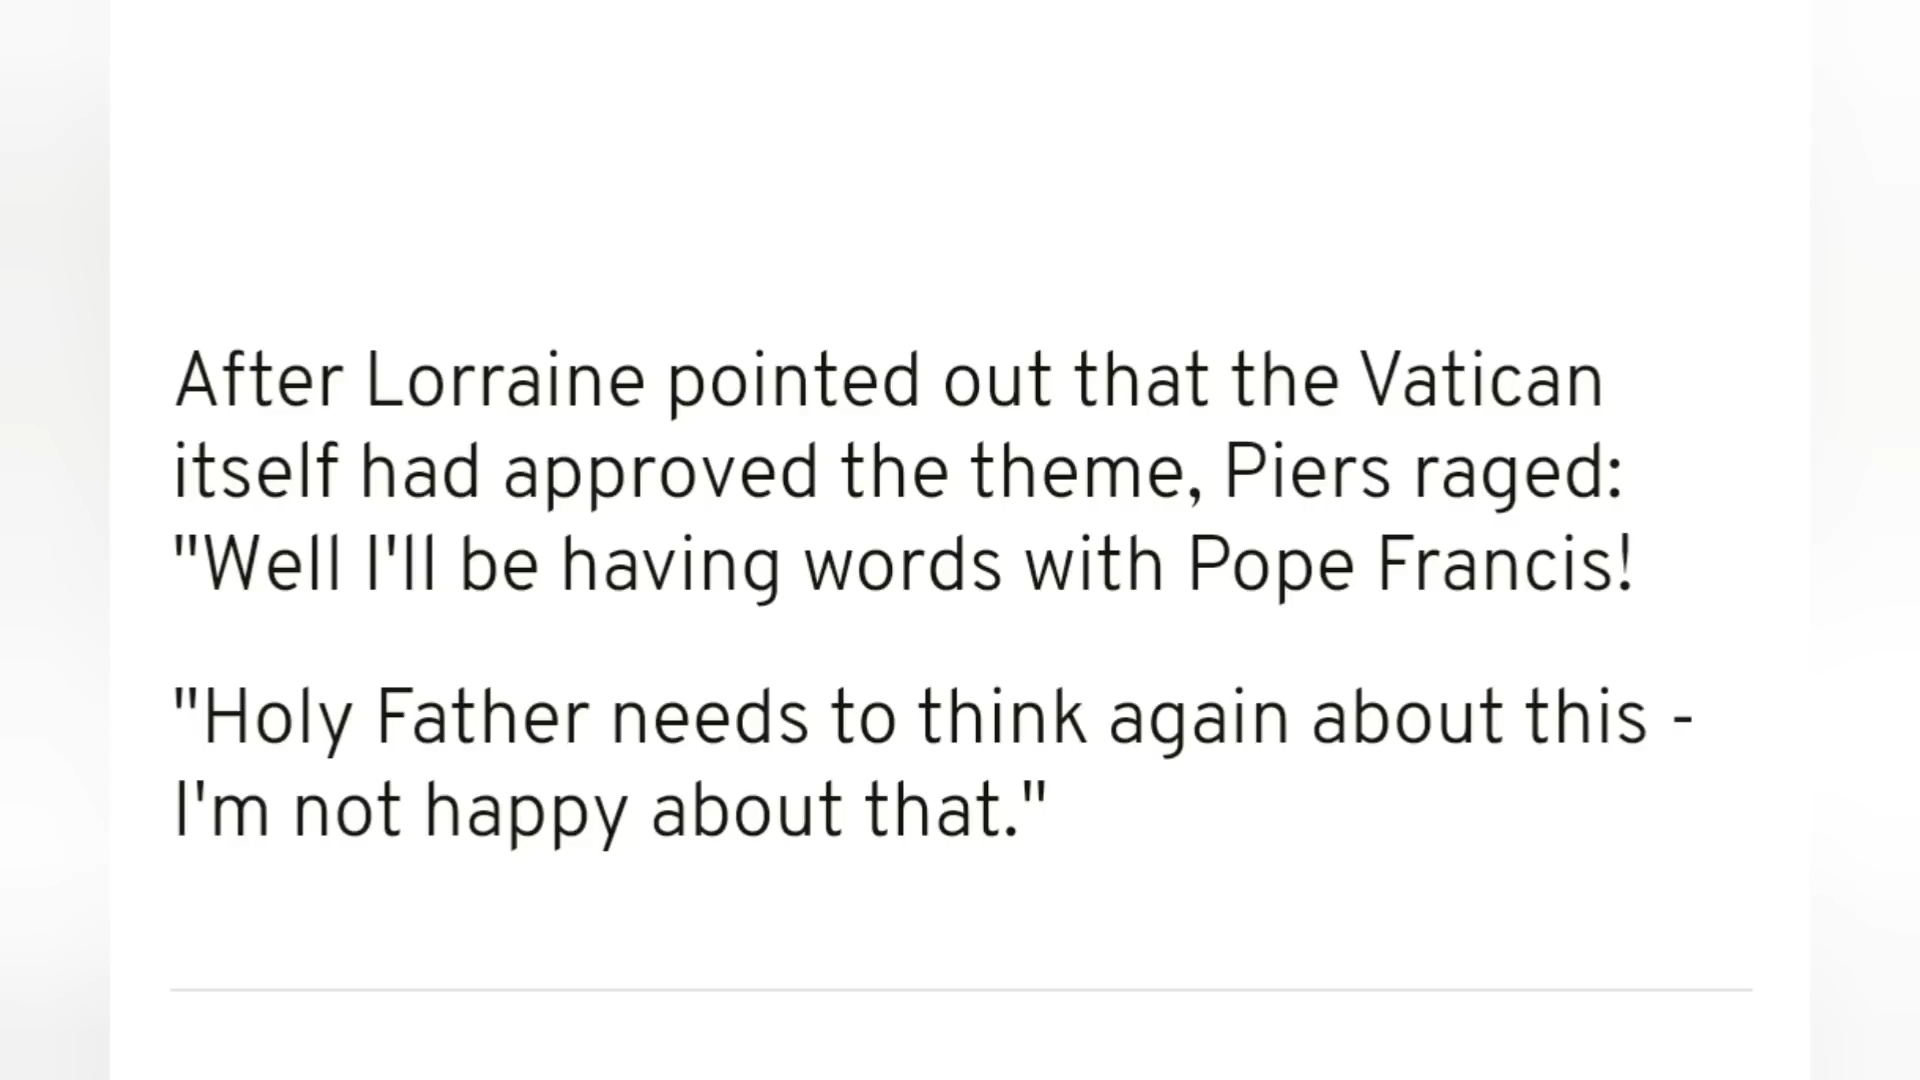 After Lorraine pointed out that the Vatican
itself had approved the theme, Piers raged:
"Well I'll be having words with Pope Francis!
"Holy Father needs to think again about this -
I'm not happy about that."